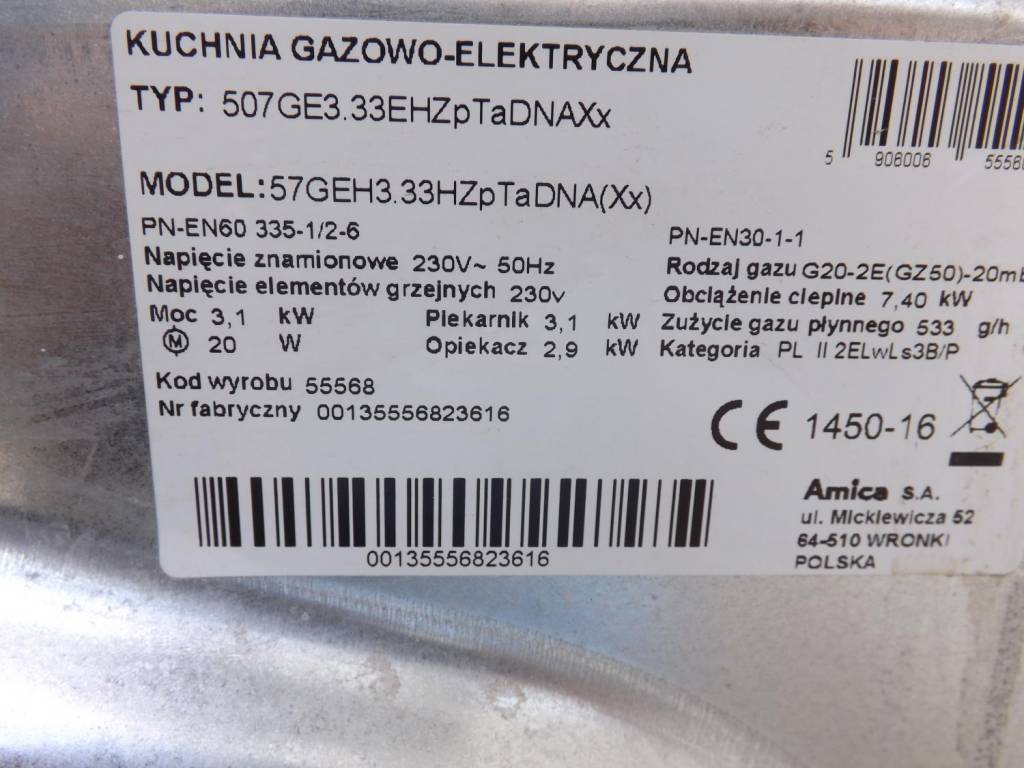 KUCHNIA GAZOWO-ELEKTRYCZNA
TYP: 507GE3.33EHZpTaDNAXx
5 906006
MODEL:57GEH3.33HZpTaDNA(Xx)
PN-EN60 335-1/2-6
PN-EN30-1-1
Napięcie znamionowe 230V~ 50Hz
Rodzaj gazu G20-2E(GZ50)-20m
Napięcie elementów grzejnych 230v
Obciążenie cieplne 7,40 kW
Moc 3,1 kW Piekarnik 3,1 kW Zużycie gazu płynnego 533 g/h
M 20 W Opiekacz 2,9 kW Kategoria PL II 2ELwLs3B/P
Kod wyrobu 55568
Nr fabryczny 00135556823616
CE 1450-16
Amica S.A.
ul. Mickiewicza 52
64-510 WRONKI
POLSKA
00135556823616